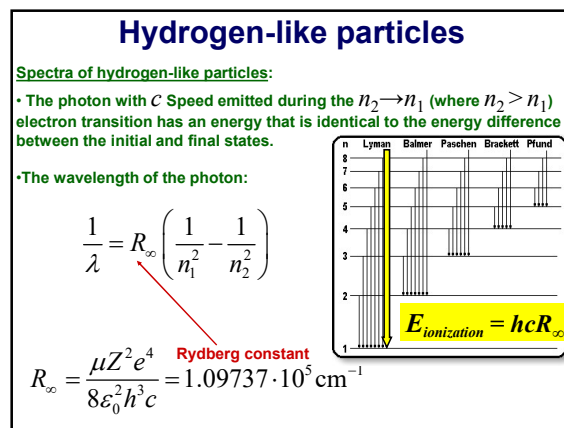 Hydrogen-like particles
Spectra of hydrogen-like particles:
• The photon with c Speed emitted during the n₂→n₁ (where n₂ > n₁)
electron transition has an energy that is identical to the energy difference
between the initial and final states.
•The wavelength of the photon:
1/λ = R∞ (1/n₁² − 1/n₂²)
n Lyman Balmer Paschen Brackett Pfund
8
7
6
5
4
3
2
1
E ionization = hcR∞
Rydberg constant
R∞ = μZ²e⁴/8ε₀²h³c = 1.09737·10⁵ cm⁻¹